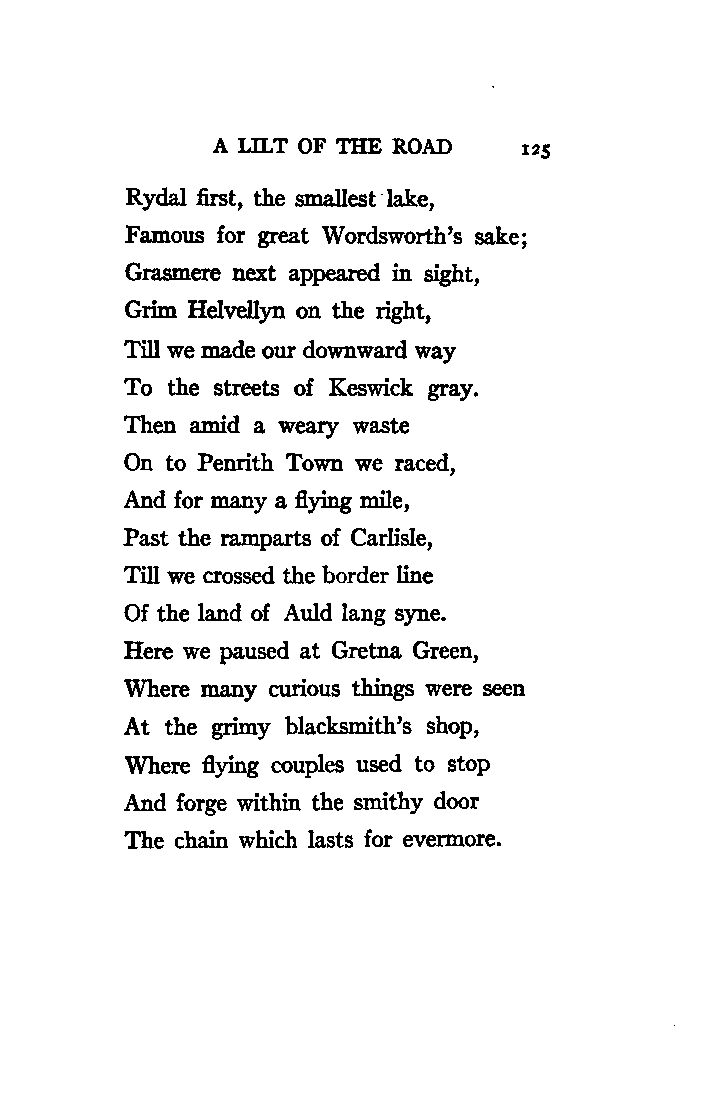 A LILT OF THE ROAD 125
Rydal first, the smallest lake,
Famous for great Wordsworth's sake;
Grasmere next appeared in sight,
Grim Helvellyn on the right,
Till we made our downward way
To the streets of Keswick gray.
Then amid a weary waste
On to Penrith Town we raced,
And for many a flying mile,
Past the ramparts of Carlisle,
Till we crossed the border line
Of the land of Auld lang syne.
Here we paused at Gretna Green,
Where many curious things were seen
At the grimy blacksmith's shop,
Where flying couples used to stop
And forge within the smithy door
The chain which lasts for evermore.